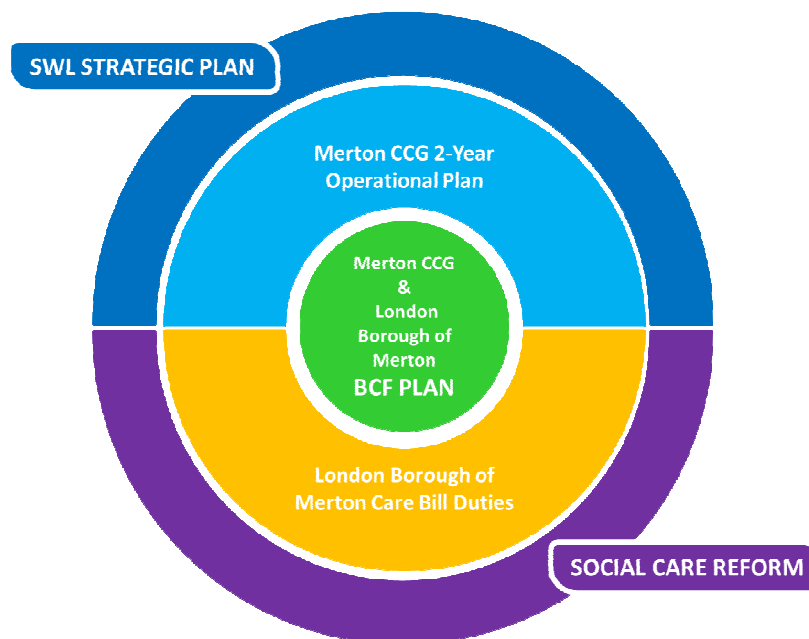 SWL STRATEGIC PLAN
Merton CCG 2-Year
Operational Plan
Merton CCG
&
London
Borough of
Merton
BCF PLAN
London Borough of
Merton Care Bill Duties
SOCIAL CARE REFORM